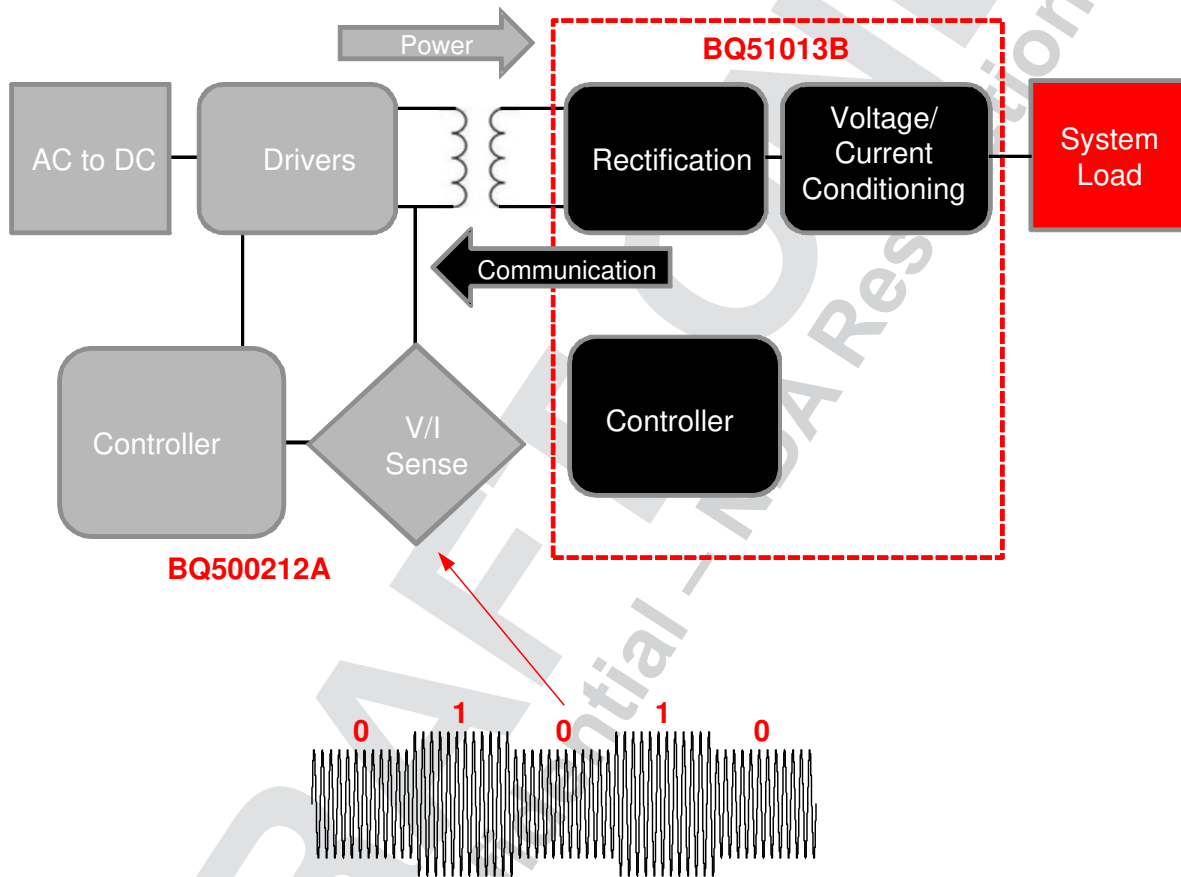 Power
BQ51013B
AC to DC
Drivers
Rectification
Voltage/
Current
Conditioning
System
Load
Communication
Controller
V/I
Sense
Controller
BQ500212A
0
1
0
1
0